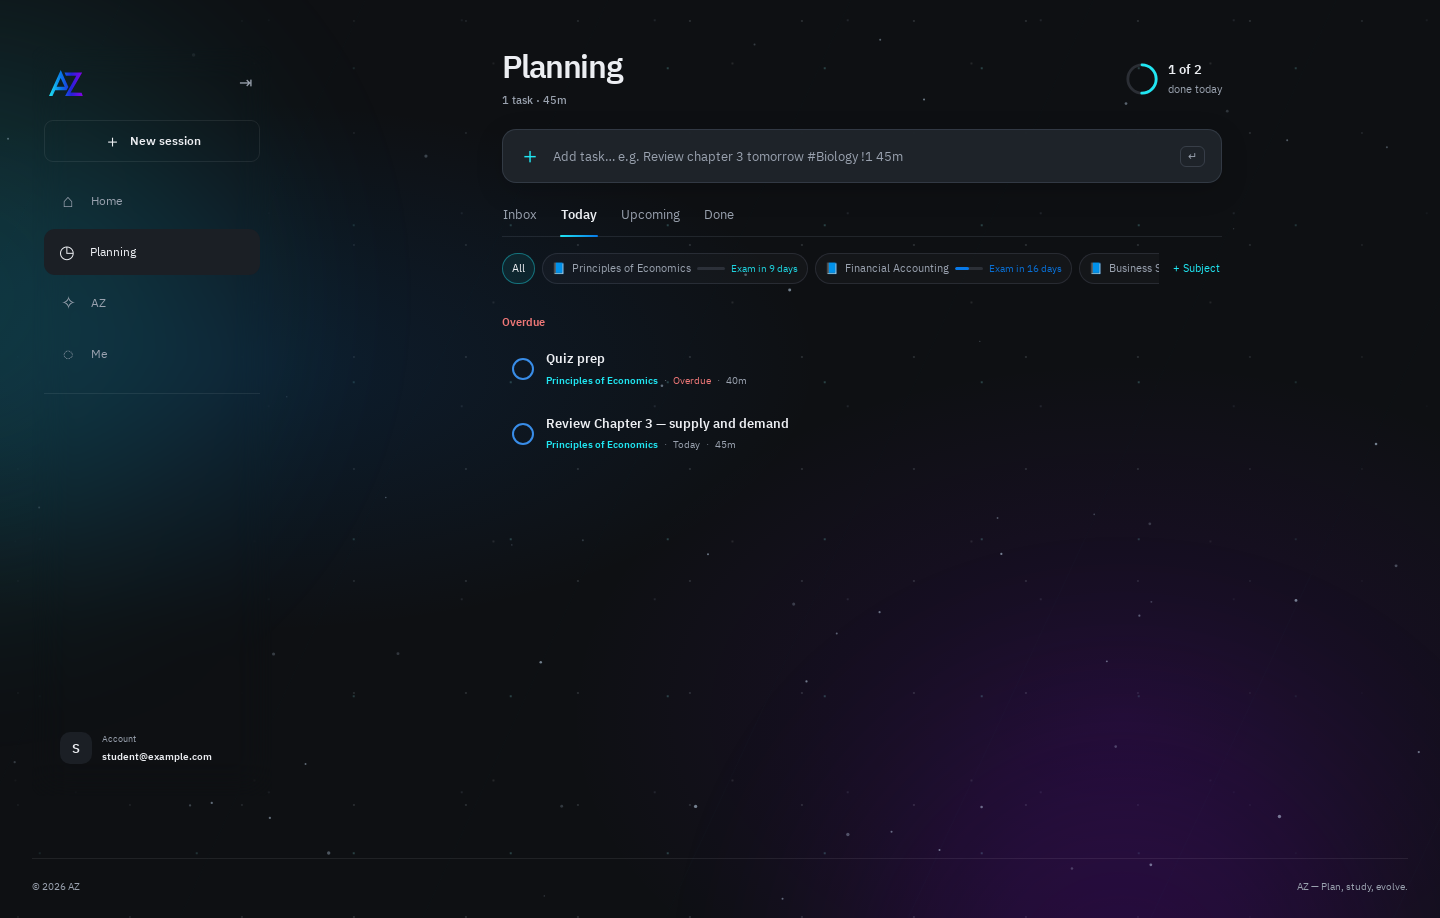 AZ
New session
Home
Planning
AZ
Me
Account
S
student@example.com
Planning
1 task · 45m
1 of 2
done today
Add task... e.g. Review chapter 3 tomorrow #Biology !1 45m
Inbox Today Upcoming Done
All Principles of Economics Exam in 9 days Financial Accounting Exam in 16 days Business + Subject
Overdue
Quiz prep
Principles of Economics · Overdue · 40m
Review Chapter 3 — supply and demand
Principles of Economics · Today · 45m
© 2026 AZ
AZ — Plan, study, evolve.